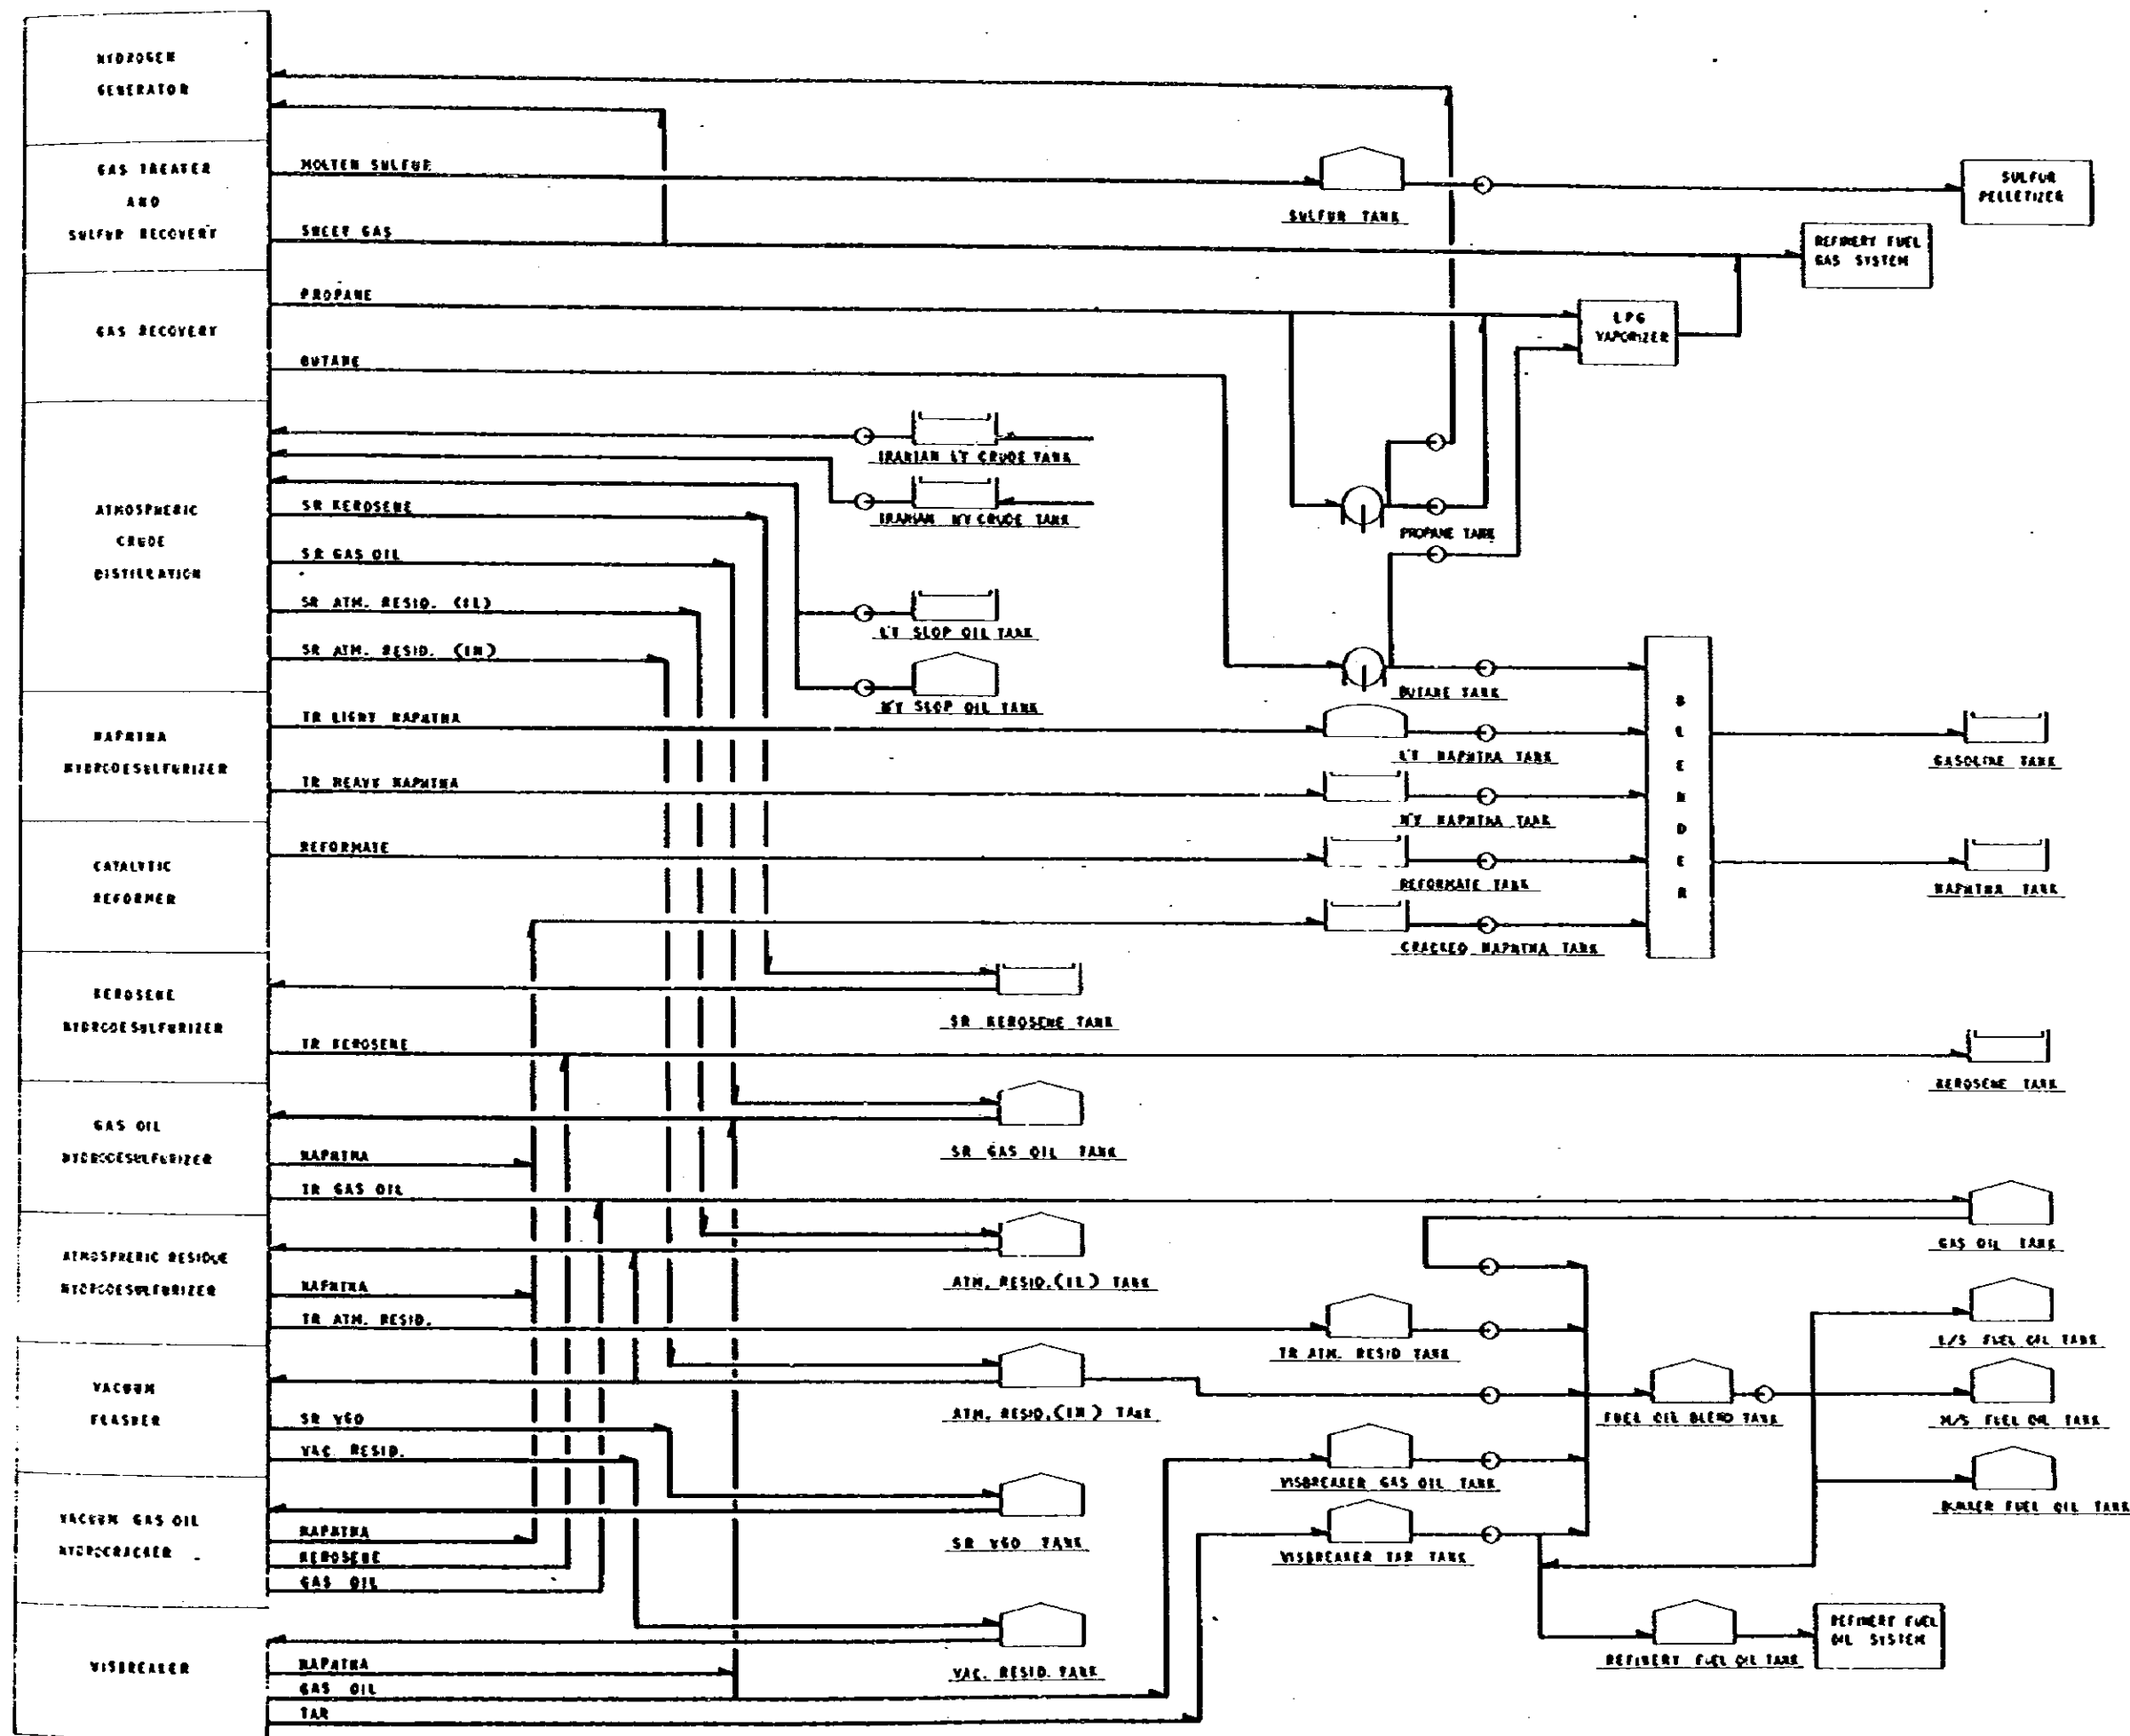 HYDROGEN
GENERATOR
GAS TREATER
AND
SULFUR RECOVERY
GAS RECOVERY
ATMOSPHERIC
CRUDE
DISTILLATION
NAPHTHA
HYDRODESULFURIZER
CATALYTIC
REFORMER
KEROSENE
HYDRODESULFURIZER
GAS OIL
HYDRODESULFURIZER
ATMOSPHERIC RESIDUE
HYDRODESULFURIZER
VACUUM
FLASHER
VACUUM GAS OIL
HYDROCRACKER
VISBREAKER
MOLTEN SULFUR
SWEET GAS
PROPANE
BUTANE
SR KEROSENE
SR GAS OIL
SR ATM. RESID. (IL)
SR ATM. RESID. (IH)
TR LIGHT NAPHTHA
TR HEAVY NAPHTHA
REFORMATE
TR KEROSENE
NAPHTHA
TR GAS OIL
NAPHTHA
TR ATM. RESID.
SR VGO
VAC. RESID.
NAPHTHA
KEROSENE
GAS OIL
NAPHTHA
GAS OIL
TAR
IRANIAN L'T CRUDE TANK
IRANIAN H'Y CRUDE TANK
L'T SLOP OIL TANK
H'Y SLOP OIL TANK
SR KEROSENE TANK
SR GAS OIL TANK
ATM. RESID.(IL) TANK
ATM. RESID.(IH) TANK
SR VGO TANK
VAC. RESID. TANK
SULFUR TANK
PROPANE TANK
BUTANE TANK
L'T NAPHTHA TANK
H'Y NAPHTHA TANK
REFORMATE TANK
CRACKED NAPHTHA TANK
TR ATM. RESID TANK
VISBREAKER GAS OIL TANK
VISBREAKER TAR TANK
LPG
VAPORIZER
BLENDER
FUEL OIL BLEND TANK
REFINERY FUEL OIL TANK
SULFUR
PELLETIZER
REFINERY FUEL
GAS SYSTEM
GASOLINE TANK
NAPHTHA TANK
KEROSENE TANK
GAS OIL TANK
L/S FUEL OIL TANK
M/S FUEL OIL TANK
BUNKER FUEL OIL TANK
REFINERY FUEL
OIL SYSTEM